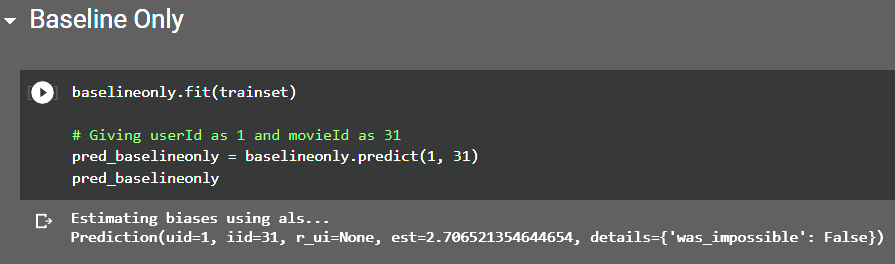 Baseline Only
baselineonly.fit(trainset)
# Giving userId as 1 and movieId as 31
pred_baselineonly = baselineonly.predict(1, 31)
pred_baselineonly
Estimating biases using als...
Prediction(uid=1, iid=31, r_ui=None, est=2.706521354644654, details={'was_impossible': False})